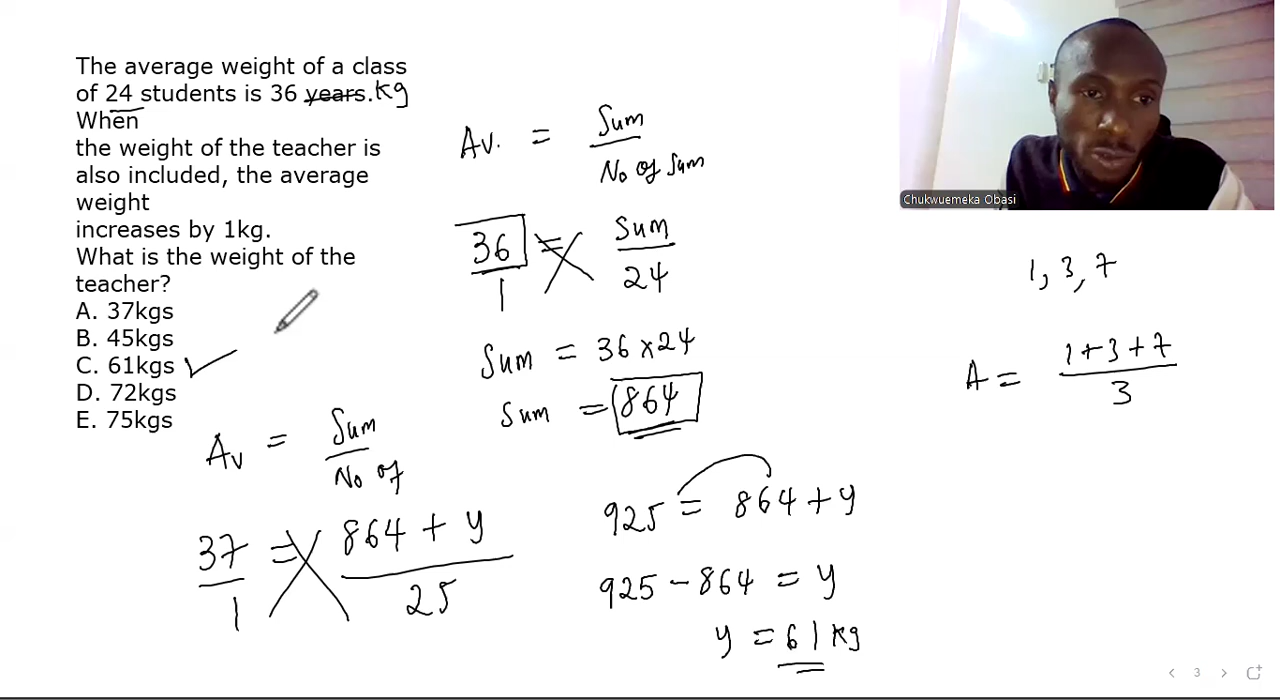 The average weight of a class
of 24 students is 36 years. kg
When
the weight of the teacher is
also included, the average
weight
increases by 1kg.
What is the weight of the
teacher?
A. 37kgs
B. 45kgs
C. 61kgs ✓
D. 72kgs
E. 75kgs
Av. = Sum / No of Sum
36 / 1 = Sum / 24
Sum = 36 × 24
Sum = 864
Av = Sum / No of
37 / 1 = 864 + y / 25
925 = 864 + y
925 - 864 = y
y = 61 kg
Chukwuemeka Obasi
1, 3, 7
A = 1 + 3 + 7 / 3
3